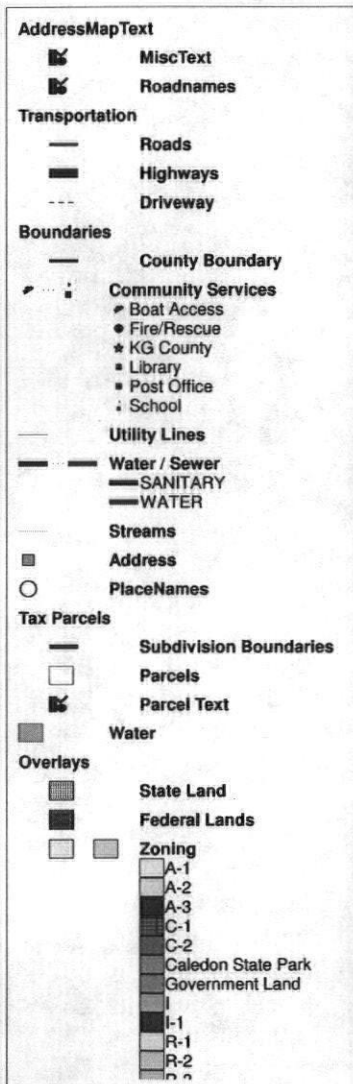 AddressMapText
MiscText
Roadnames
Transportation
Roads
Highways
Driveway
Boundaries
County Boundary
Community Services
Boat Access
Fire/Rescue
KG County
Library
Post Office
School
Utility Lines
Water / Sewer
SANITARY
WATER
Streams
Address
PlaceNames
Tax Parcels
Subdivision Boundaries
Parcels
Parcel Text
Water
Overlays
State Land
Federal Lands
Zoning
A-1
A-2
A-3
C-1
C-2
Caledon State Park
Government Land
I
I-1
R-1
R-2